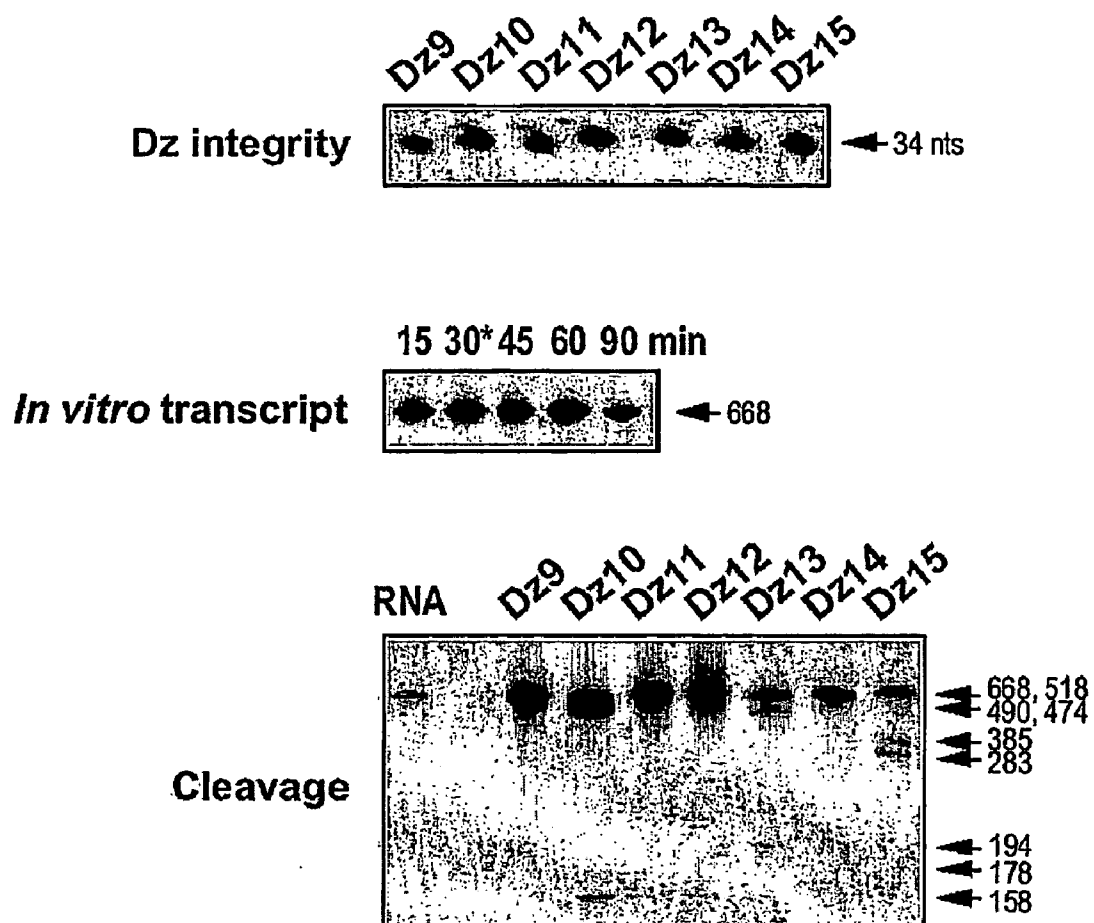 Dz9 Dz10 Dz11 Dz12 Dz13 Dz14 Dz15
Dz integrity
34 nts
15 30* 45 60 90 min
In vitro transcript
668
RNA Dz9 Dz10 Dz11 Dz12 Dz13 Dz14 Dz15
668, 518
490, 474
385
283
Cleavage
194
178
158